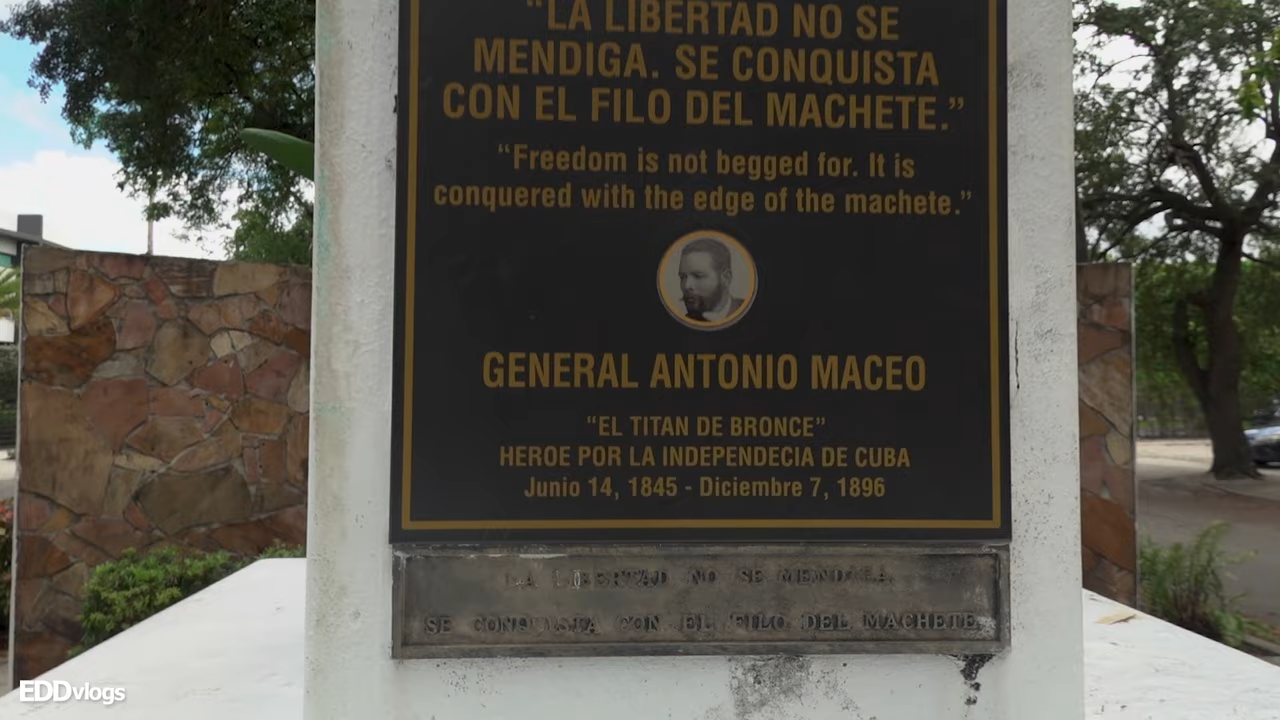 “LA LIBERTAD NO SE
MENDIGA. SE CONQUISTA
CON EL FILO DEL MACHETE.”
“Freedom is not begged for. It is
conquered with the edge of the machete.”
GENERAL ANTONIO MACEO
“EL TITAN DE BRONCE”
HEROE POR LA INDEPENDECIA DE CUBA
Junio 14, 1845 - Diciembre 7, 1896
LA LIBERTAD NO SE MENDIGA
SE CONQUISTA CON EL FILO DEL MACHETE
EDDvlogs